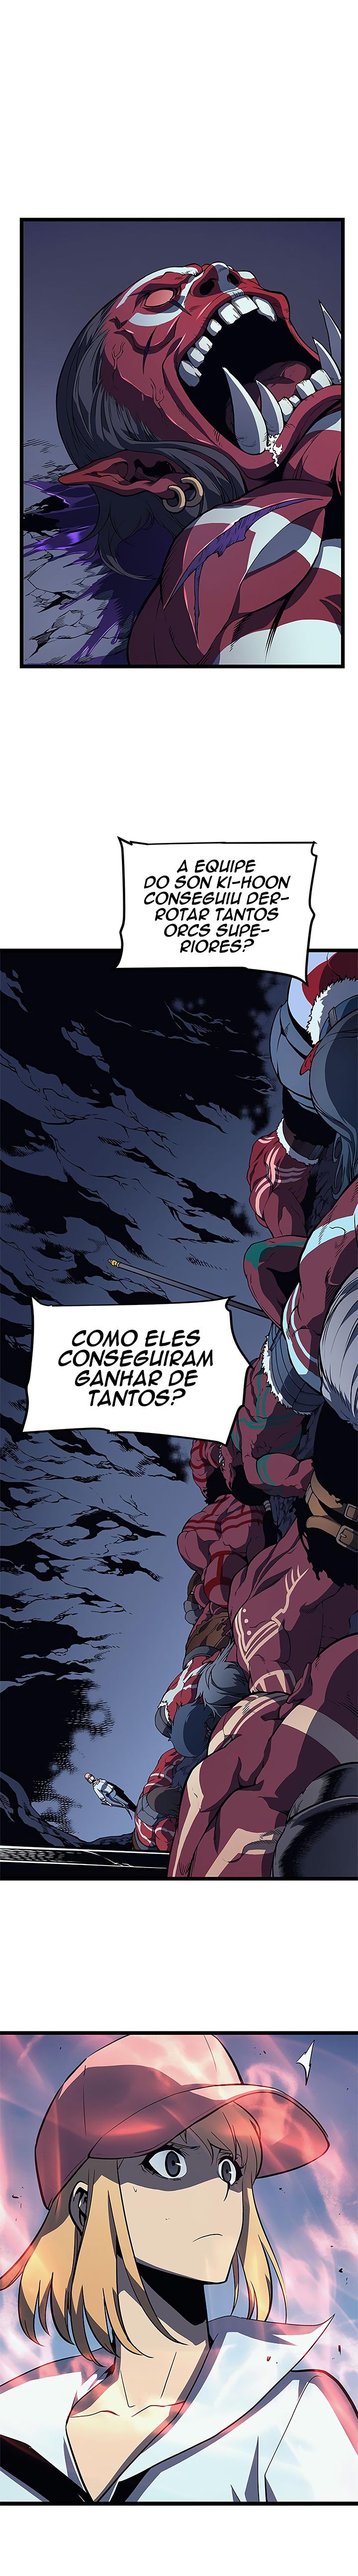 A EQUIPE
DO SON KI-HOON
CONSEGUIU DER-
ROTAR TANTOS
ORCS SUPE-
RIORES?
COMO ELES
CONSEGUIRAM
GANHAR DE
TANTOS?